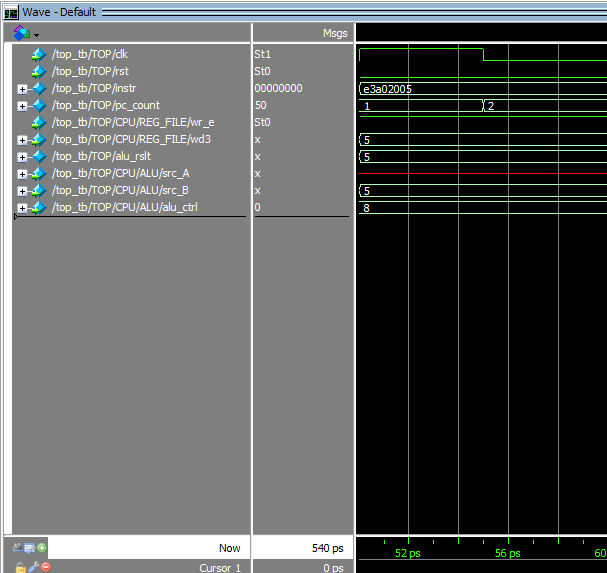 Wave - Default
Msgs
/top_tb/TOP/clk St1
/top_tb/TOP/rst St0
/top_tb/TOP/instr 00000000 e3a02005
/top_tb/TOP/pc_count 50 1 2
/top_tb/TOP/CPU/REG_FILE/wr_e St0
/top_tb/TOP/CPU/REG_FILE/wd3 x 5
/top_tb/TOP/alu_rslt x 5
/top_tb/TOP/CPU/ALU/src_A x
/top_tb/TOP/CPU/ALU/src_B x 5
/top_tb/TOP/CPU/ALU/alu_ctrl 0 8
Now 540 ps 52 ps 56 ps 60
Cursor 1 0 ps